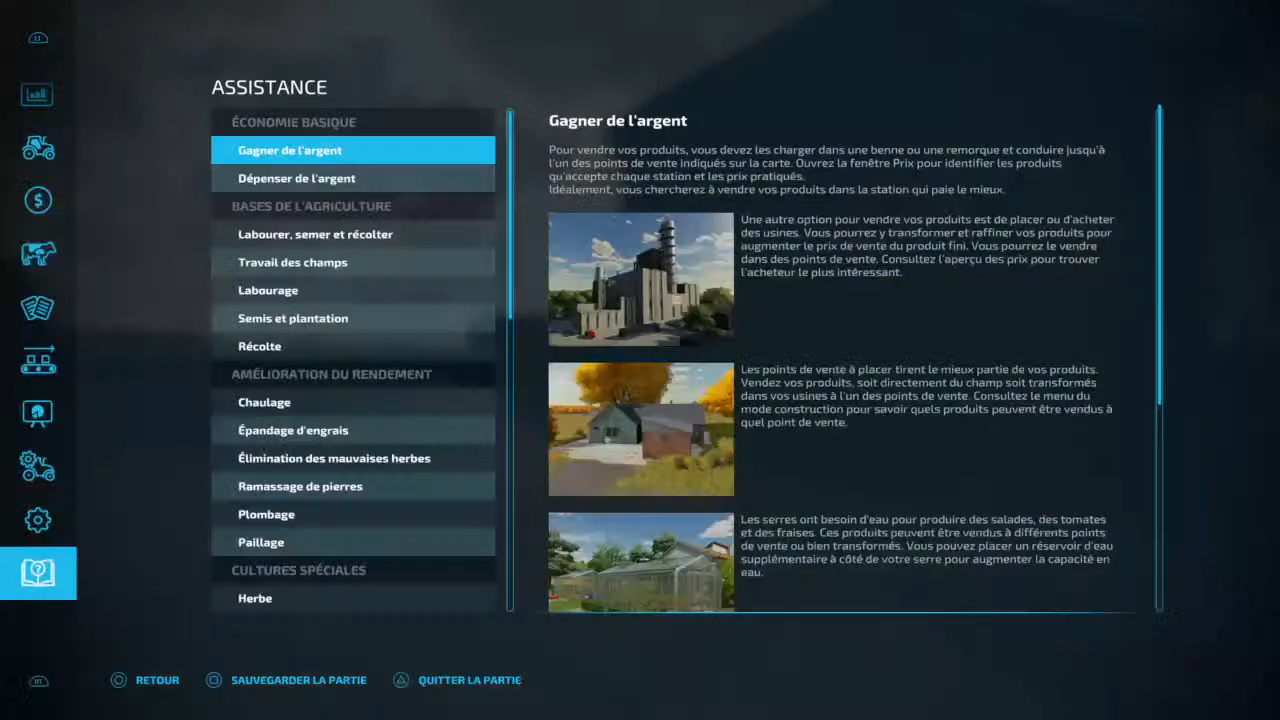 ASSISTANCE
ÉCONOMIE BASIQUE
Gagner de l'argent
Dépenser de l'argent
BASES DE L'AGRICULTURE
Labourer, semer et récolter
Travail des champs
Labourage
Semis et plantation
Récolte
AMÉLIORATION DU RENDEMENT
Chaulage
Épandage d'engrais
Élimination des mauvaises herbes
Ramassage de pierres
Plombage
Paillage
CULTURES SPÉCIALES
Herbe
Gagner de l'argent
Pour vendre vos produits, vous devez les charger dans une benne ou une remorque et conduire jusqu'à
l'un des points de vente indiqués sur la carte. Ouvrez la fenêtre Prix pour identifier les produits
qu'accepte chaque station et les prix pratiqués.
Idéalement, vous chercherez à vendre vos produits dans la station qui paie le mieux.
Une autre option pour vendre vos produits est de placer ou d'acheter
des usines. Vous pourrez y transformer et raffiner vos produits pour
augmenter le prix de vente du produit fini. Vous pourrez le vendre
dans des points de vente. Consultez l'aperçu des prix pour trouver
l'acheteur le plus intéressant.
Les points de vente à placer tirent le mieux partie de vos produits.
Vendez vos produits, soit directement du champ soit transformés
dans vos usines à l'un des points de vente. Consultez le menu du
mode construction pour savoir quels produits peuvent être vendus à
quel point de vente.
Les serres ont besoin d'eau pour produire des salades, des tomates
et des fraises. Ces produits peuvent être vendus à différents points
de vente ou bien transformés. Vous pouvez placer un réservoir d'eau
supplémentaire à côté de votre serre pour augmenter la capacité en
eau.
RETOUR
SAUVEGARDER LA PARTIE
QUITTER LA PARTIE